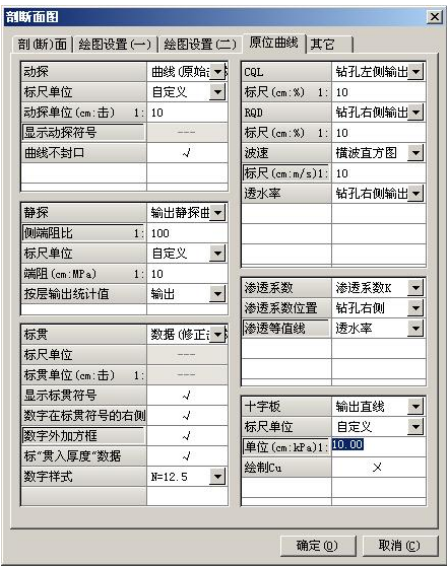 剖断面图
剖(断)面 绘图设置(一) 绘图设置(二) 原位曲线 其它
动探 曲线(原始
标尺单位 自定义
动探单位(cm:击) 1: 10
显示动探符号 ---
曲线不封口 √
静探 输出静探曲
侧端阻比 1: 100
标尺单位 自定义
端阻(cm:MPa) 1: 10
按层输出统计值 输出
标贯 数据(修正
标尺单位 ---
标贯单位(cm:击) 1: ---
显示标贯符号 √
数字在标贯符号的右侧 √
数字外加方框 √
标"贯入厚度"数据 √
数字样式 N=12.5
CQL 钻孔左侧输出
标尺(cm:%) 1: 10
RQD 钻孔右侧输出
标尺(cm:%) 1: 10
波速 横波直方图
标尺(cm:m/s)1: 10
透水率 钻孔右侧输出
渗透系数 渗透系数K
渗透系数位置 钻孔右侧
渗透等值线 透水率
十字板 输出直线
标尺单位 自定义
单位(cm:kPa)1: 10.00
绘制Cu ×
确定(O) 取消(C)